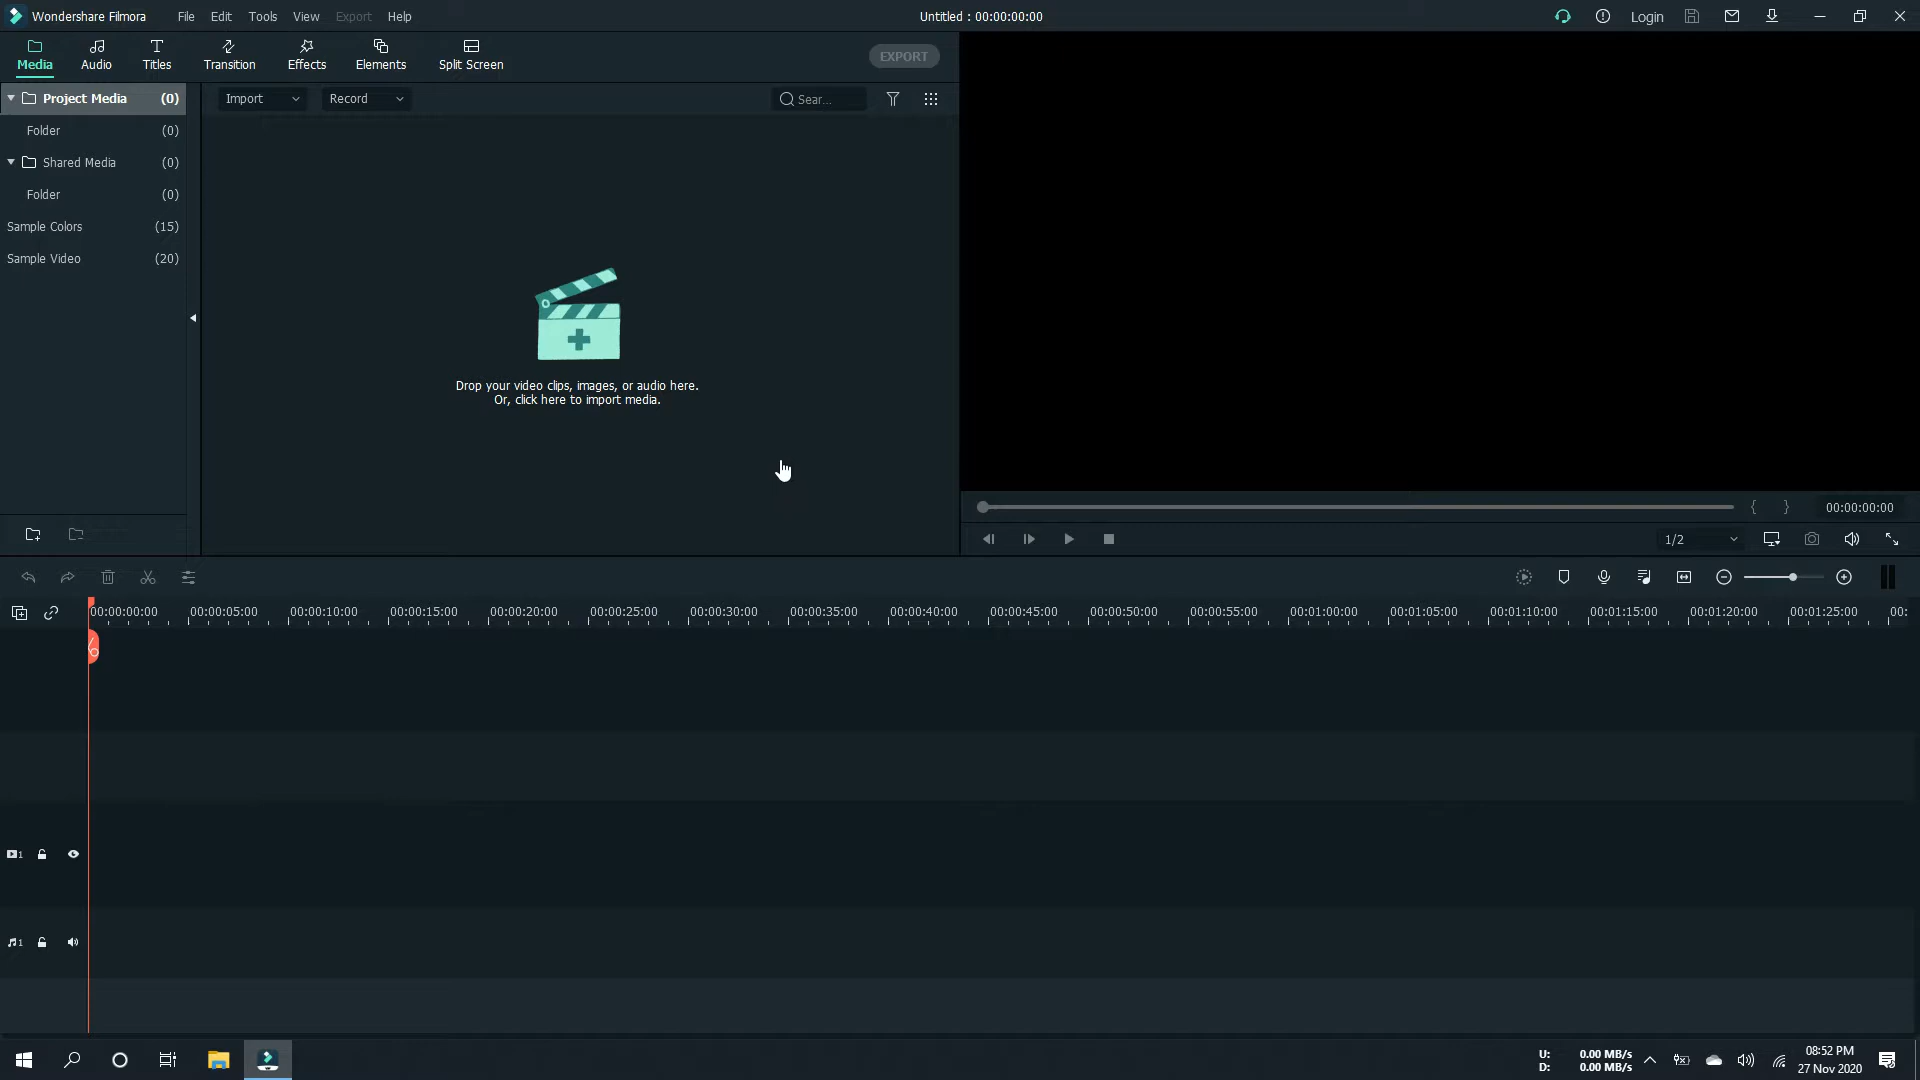 Wondershare Filmora File Edit Tools View Export Help Untitled : 00:00:00:00 Login
Media Audio Titles Transition Effects Elements Split Screen EXPORT
Project Media (0) Import Record Sear...
Folder (0)
Shared Media (0)
Folder (0)
Sample Colors (15)
Sample Video (20)
Drop your video clips, images, or audio here.
Or, click here to import media.
{ } 00:00:00:00
1/2
00:00:00:00 00:00:05:00 00:00:10:00 00:00:15:00 00:00:20:00 00:00:25:00 00:00:30:00 00:00:35:00 00:00:40:00 00:00:45:00 00:00:50:00 00:00:55:00 00:01:00:00 00:01:05:00 00:01:10:00 00:01:15:00 00:01:20:00 00:01:25:00 00:
1
1
U: 0.00 MB/s 08:52 PM
D: 0.00 MB/s 27 Nov 2020